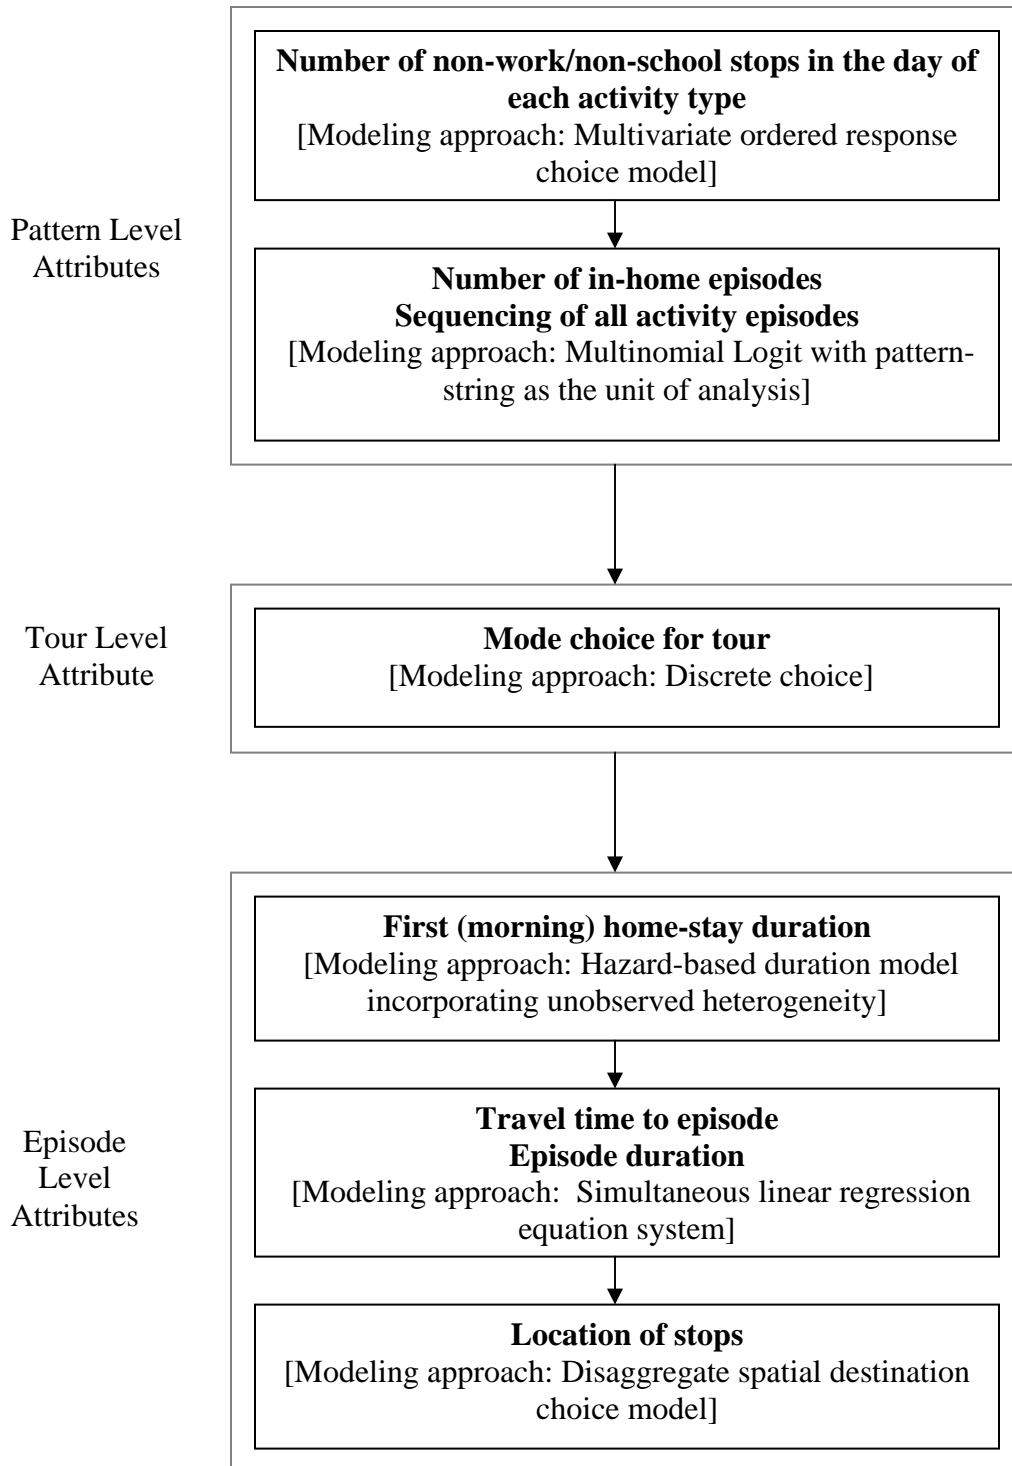 Number of non-work/non-school stops in the day of
each activity type
[Modeling approach: Multivariate ordered response
choice model]
Pattern Level
Attributes
Number of in-home episodes
Sequencing of all activity episodes
[Modeling approach: Multinomial Logit with pattern-
string as the unit of analysis]
Tour Level
Attribute
Mode choice for tour
[Modeling approach: Discrete choice]
First (morning) home-stay duration
[Modeling approach: Hazard-based duration model
incorporating unobserved heterogeneity]
Episode
Level
Attributes
Travel time to episode
Episode duration
[Modeling approach:  Simultaneous linear regression
equation system]
Location of stops
[Modeling approach: Disaggregate spatial destination
choice model]